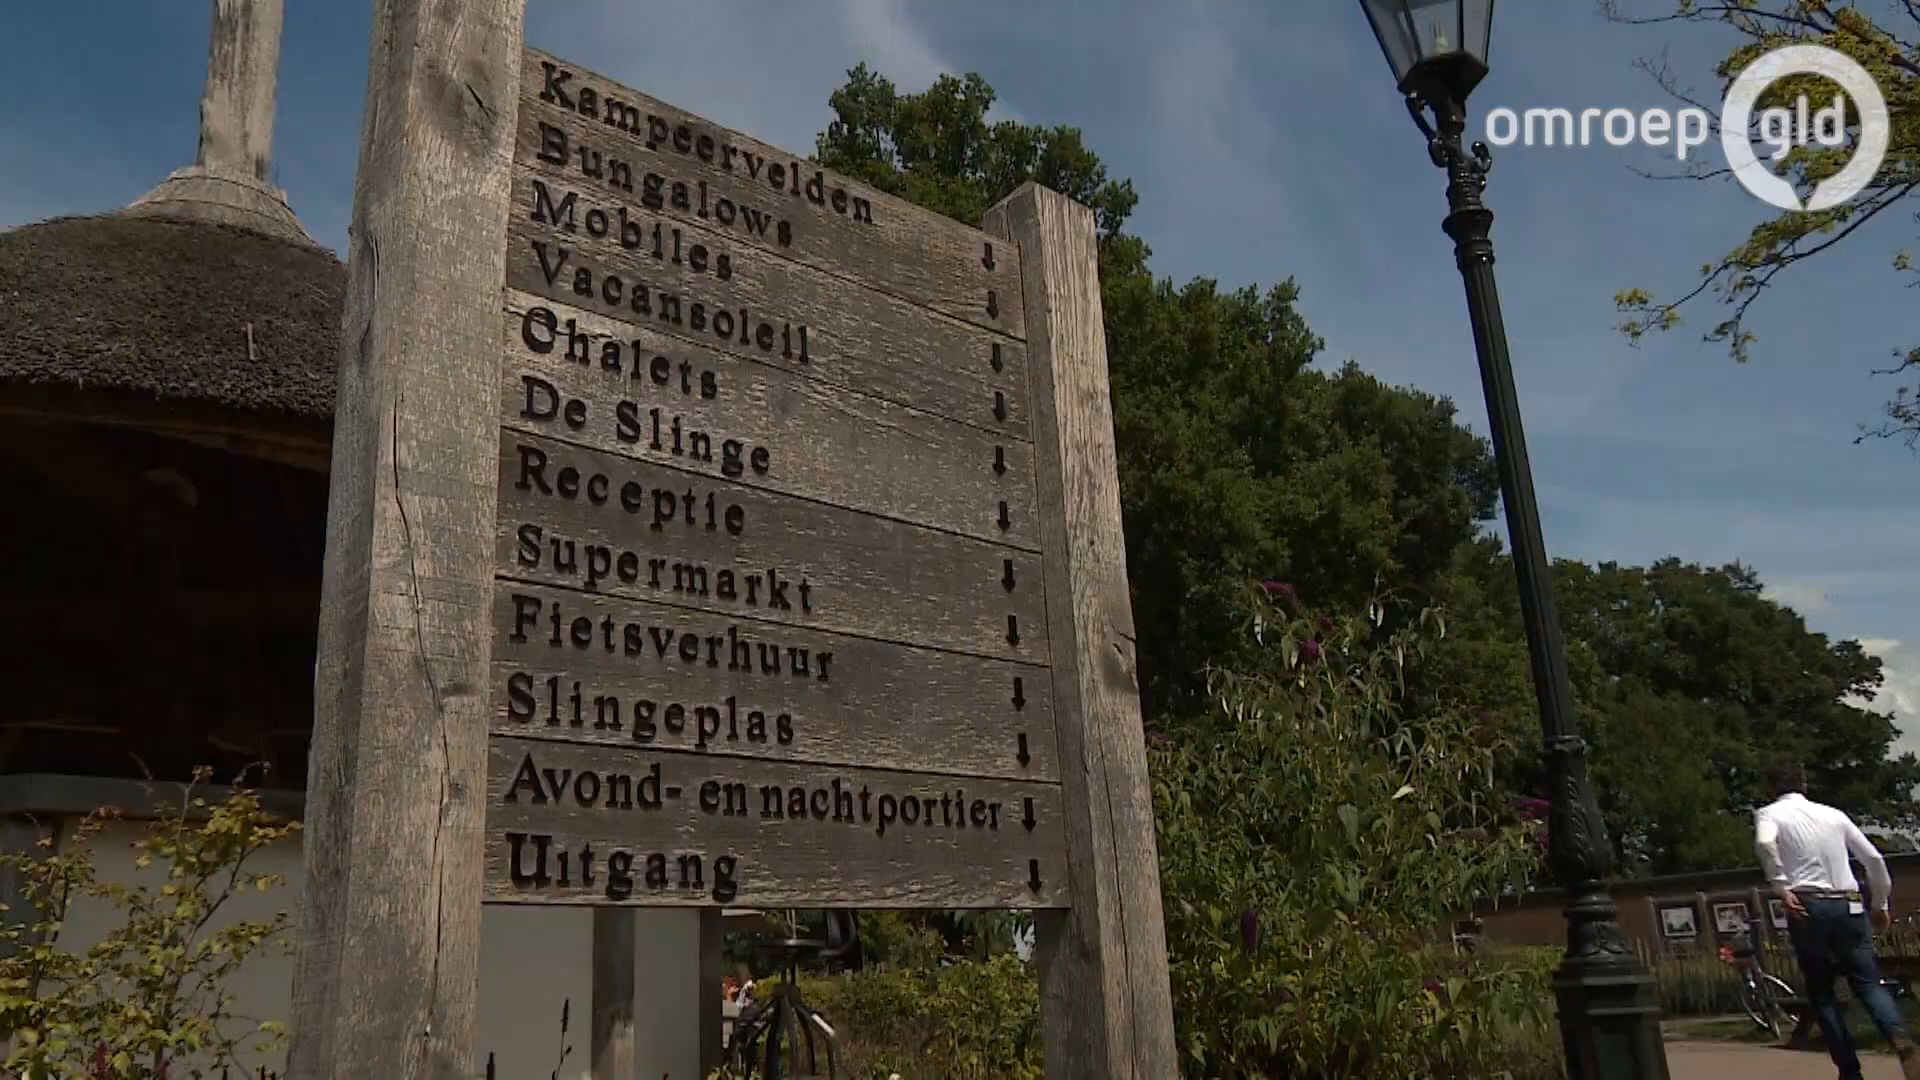 omroep gld
Kampeervelden
Bungalows
Mobiles
Vacansoleil
Chalets
De Slinge
Receptie
Supermarkt
Fietsverhuur
Slingeplas
Avond- en nachtportier
Uitgang